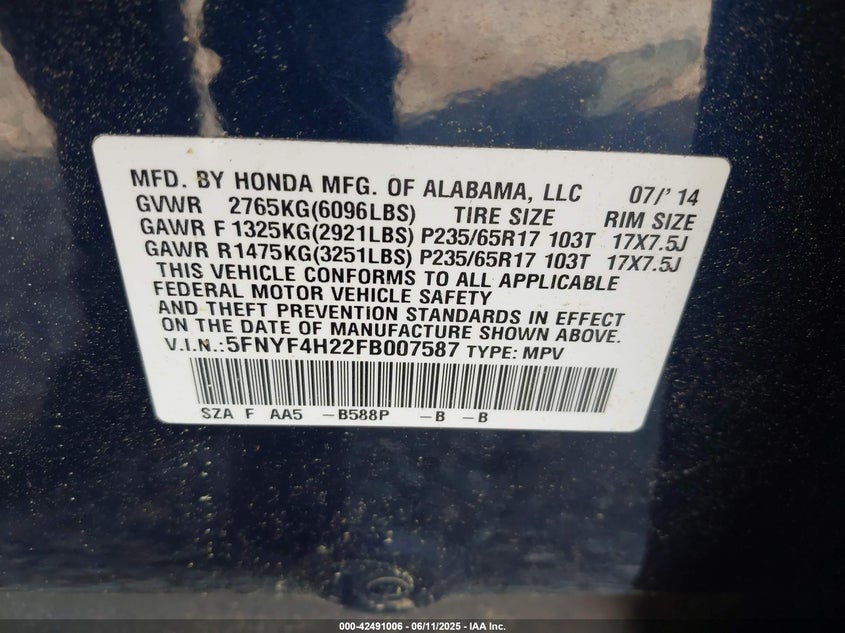 MFD. BY HONDA MFG. OF ALABAMA, LLC 07/'14
GVWR 2765KG(6096LBS) TIRE SIZE RIM SIZE
GAWR F 1325KG(2921LBS) P235/65R17 103T 17X7.5J
GAWR R1475KG(3251LBS) P235/65R17 103T 17X7.5J
THIS VEHICLE CONFORMS TO ALL APPLICABLE
FEDERAL MOTOR VEHICLE SAFETY
AND THEFT PREVENTION STANDARDS IN EFFECT
ON THE DATE OF MANUFACTURE SHOWN ABOVE.
V.I.N.:5FNYF4H22FB007587 TYPE: MPV
SZA F AA5 -B588P -B -B
000-42491006 - 06/11/2025 - IAA Inc.